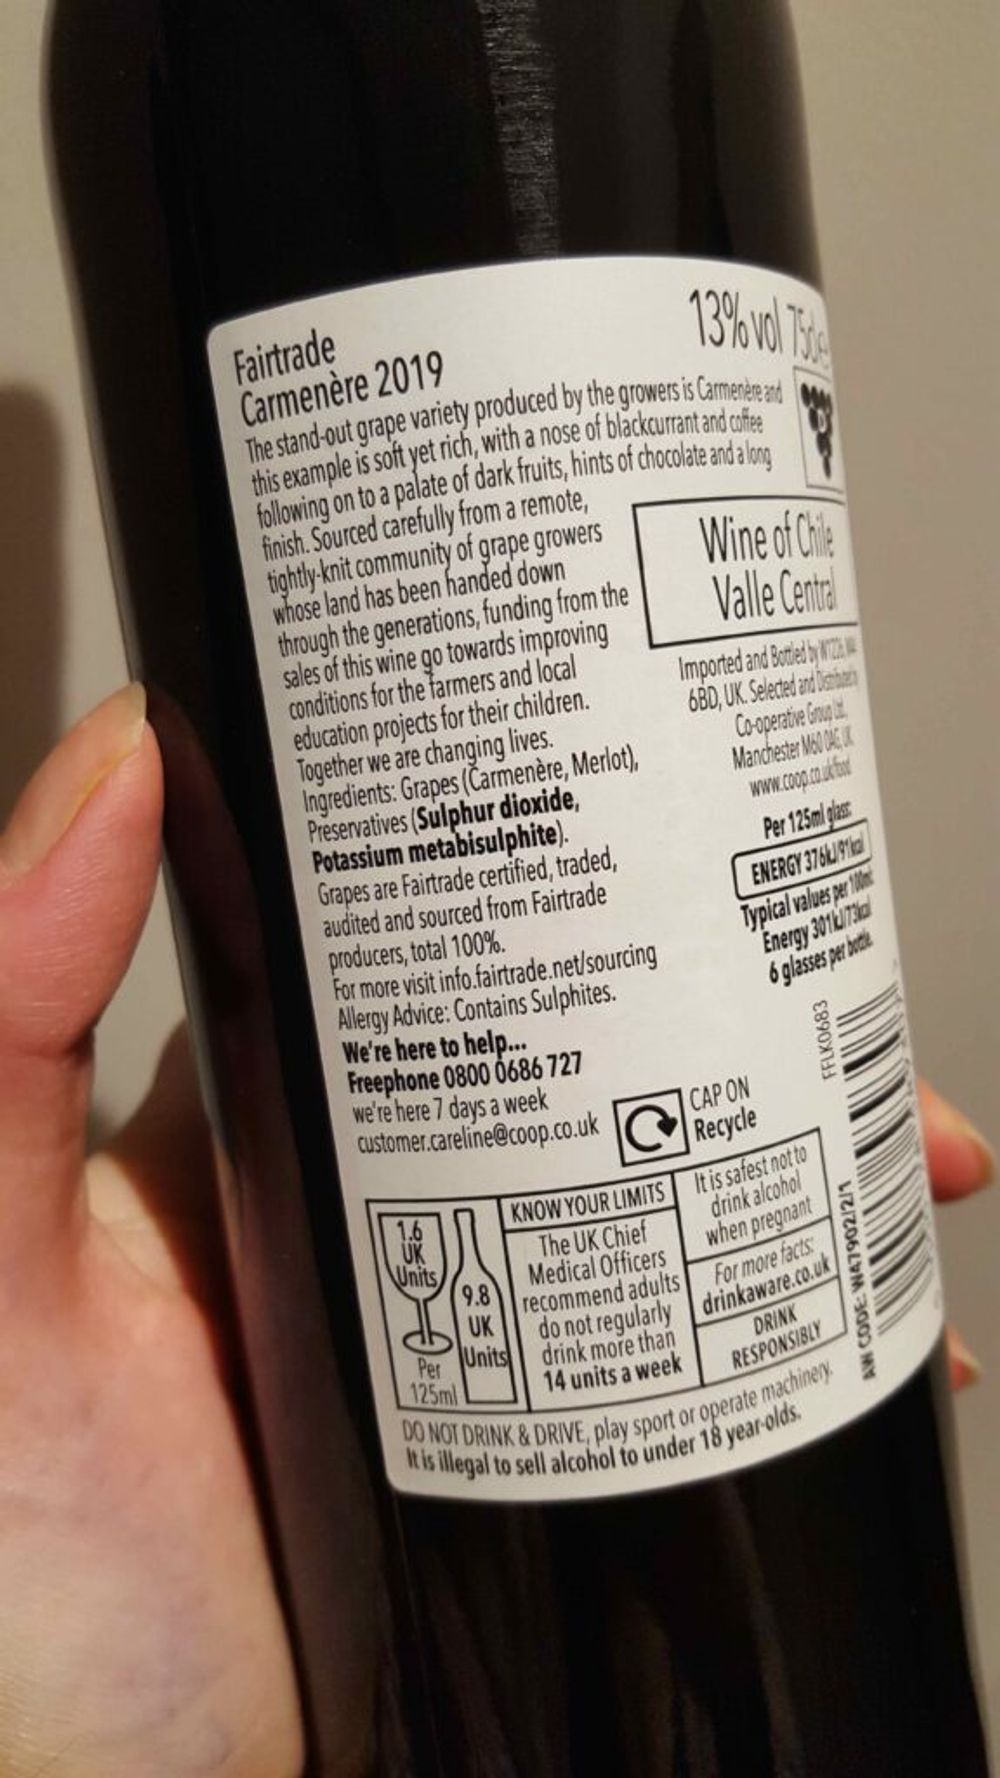 Fairtrade
Carmenère 2019
The stand-out grape variety produced by the growers is Carmenère and
this example is soft yet rich, with a nose of blackcurrant and coffee
following on to a palate of dark fruits, hints of chocolate and a long
finish. Sourced carefully from a remote,
tightly-knit community of grape growers
whose land has been handed down
through the generations, funding from the
sales of this wine go towards improving
conditions for the farmers and local
education projects for their children.
Together we are changing lives.
Ingredients: Grapes (Carmenère, Merlot),
Preservatives (Sulphur dioxide,
Potassium metabisulphite).
Grapes are Fairtrade certified, traded,
audited and sourced from Fairtrade
producers, total 100%.
For more visit info.fairtrade.net/sourcing
Allergy Advice: Contains Sulphites.
We're here to help...
Freephone 0800 0686 727
we're here 7 days a week
customer.careline@coop.co.uk
CAP ON
Recycle
13% vol 75cle
Wine of Chile
Valle Central
Imported and Bottled by
6BD, UK. Selected and Distributed
Co-operative Group Ltd,
Manchester M60 0AG, UK
www.coop.co.uk/food
Per 125ml glass:
ENERGY 376kJ/91kcal
Typical values per 100ml:
Energy 301kJ/73kcal
6 glasses per bottle.
FFLK0683
AW CODE: W47902/2/1
1.6
UK
Units
Per
125ml
9.8
UK
Units
KNOW YOUR LIMITS
The UK Chief
Medical Officers
recommend adults
do not regularly
drink more than
14 units a week
It is safest not to
drink alcohol
when pregnant
For more facts:
drinkaware.co.uk
DRINK
RESPONSIBLY
DO NOT DRINK & DRIVE, play sport or operate machinery.
It is illegal to sell alcohol to under 18 year-olds.